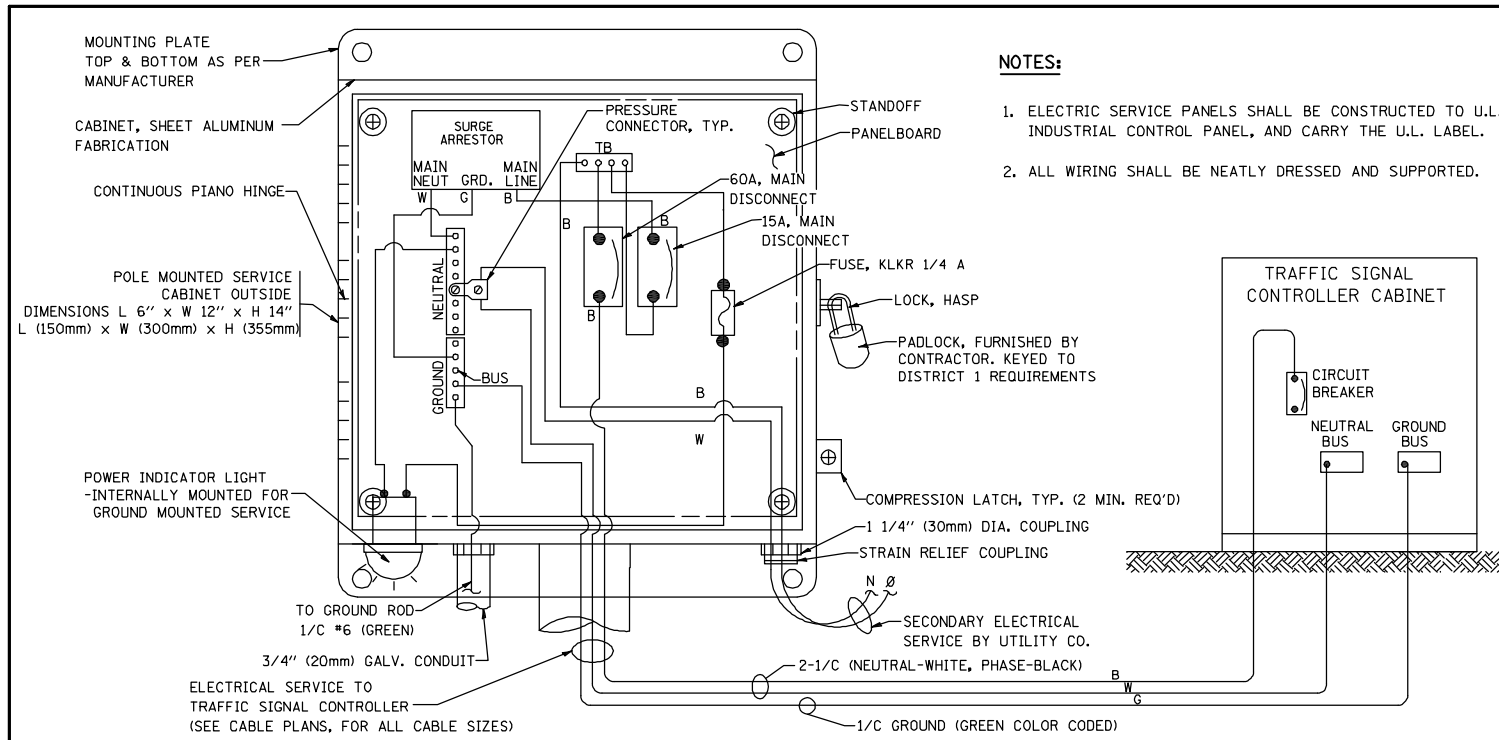 MOUNTING PLATE
TOP & BOTTOM AS PER
MANUFACTURER
CABINET, SHEET ALUMINUM
FABRICATION
CONTINUOUS PIANO HINGE
POLE MOUNTED SERVICE
CABINET OUTSIDE
DIMENSIONS L 6" x W 12" x H 14"
L (150mm) x W (300mm) x H (355mm)
POWER INDICATOR LIGHT
-INTERNALLY MOUNTED FOR
GROUND MOUNTED SERVICE
TO GROUND ROD
1/C #6 (GREEN)
3/4" (20mm) GALV. CONDUIT
ELECTRICAL SERVICE TO
TRAFFIC SIGNAL CONTROLLER
(SEE CABLE PLANS, FOR ALL CABLE SIZES)
SURGE
ARRESTOR
MAIN
NEUT
GRD.
MAIN
LINE
W
G
B
PRESSURE
CONNECTOR, TYP.
TB
60A, MAIN
DISCONNECT
15A, MAIN
DISCONNECT
B
B
B
NEUTRAL
GROUND
BUS
B
W
STANDOFF
PANELBOARD
FUSE, KLKR 1/4 A
LOCK, HASP
PADLOCK, FURNISHED BY
CONTRACTOR. KEYED TO
DISTRICT 1 REQUIREMENTS
COMPRESSION LATCH, TYP. (2 MIN. REQ'D)
1 1/4" (30mm) DIA. COUPLING
STRAIN RELIEF COUPLING
N Ø
SECONDARY ELECTRICAL
SERVICE BY UTILITY CO.
2-1/C (NEUTRAL-WHITE, PHASE-BLACK)
B
W
G
1/C GROUND (GREEN COLOR CODED)
NOTES:
1. ELECTRIC SERVICE PANELS SHALL BE CONSTRUCTED TO U.L.
INDUSTRIAL CONTROL PANEL, AND CARRY THE U.L. LABEL.
2. ALL WIRING SHALL BE NEATLY DRESSED AND SUPPORTED.
TRAFFIC SIGNAL
CONTROLLER CABINET
CIRCUIT
BREAKER
NEUTRAL
BUS
GROUND
BUS